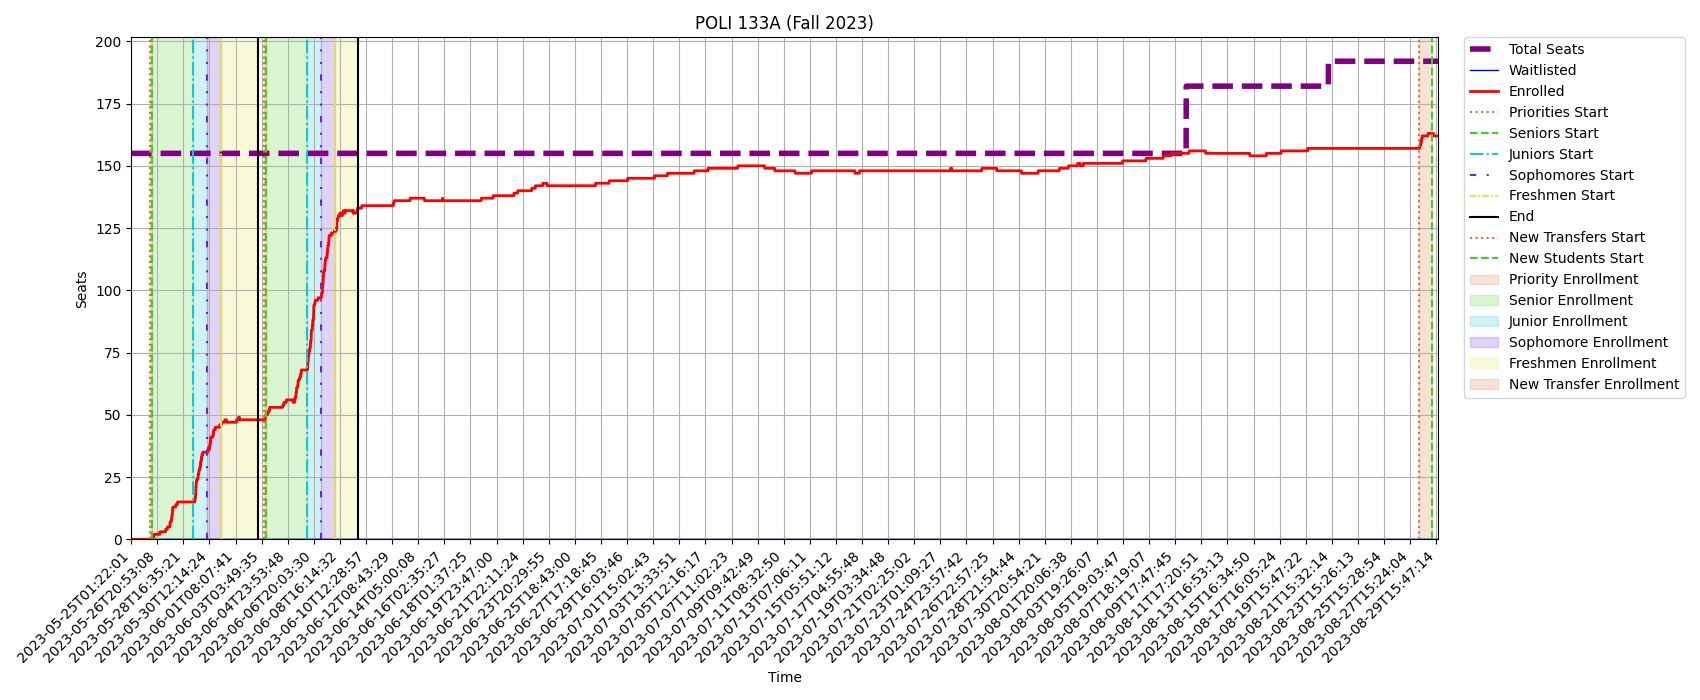 POLI 133A (Fall 2023)
200
175
150
125
100
75
50
25
0
Seats
2023-05-25T01:22:01
2023-05-26T20:53:08
2023-05-28T16:35:21
2023-05-30T12:14:24
2023-06-01T08:07:41
2023-06-03T03:49:35
2023-06-04T23:53:48
2023-06-06T20:03:30
2023-06-08T16:14:32
2023-06-10T12:28:57
2023-06-12T08:43:29
2023-06-14T05:00:08
2023-06-16T02:35:27
2023-06-18T01:37:25
2023-06-19T23:47:00
2023-06-21T22:11:24
2023-06-23T20:29:55
2023-06-25T18:43:00
2023-06-27T17:18:45
2023-06-29T16:03:46
2023-07-01T15:02:43
2023-07-03T13:33:51
2023-07-05T12:16:17
2023-07-07T11:02:23
2023-07-09T09:42:49
2023-07-11T08:32:50
2023-07-13T07:06:11
2023-07-15T05:51:12
2023-07-17T04:55:48
2023-07-19T03:34:48
2023-07-21T02:25:02
2023-07-23T01:09:27
2023-07-24T23:57:42
2023-07-26T22:57:25
2023-07-28T21:54:44
2023-07-30T20:54:21
2023-08-01T20:06:38
2023-08-03T19:26:07
2023-08-05T19:03:47
2023-08-07T18:19:07
2023-08-09T17:47:45
2023-08-11T17:20:51
2023-08-13T16:53:13
2023-08-15T16:34:50
2023-08-17T16:05:24
2023-08-19T15:47:22
2023-08-21T15:32:14
2023-08-23T15:26:13
2023-08-25T15:28:54
2023-08-27T15:24:04
2023-08-29T15:47:14
Time
Total Seats
Waitlisted
Enrolled
Priorities Start
Seniors Start
Juniors Start
Sophomores Start
Freshmen Start
End
New Transfers Start
New Students Start
Priority Enrollment
Senior Enrollment
Junior Enrollment
Sophomore Enrollment
Freshmen Enrollment
New Transfer Enrollment